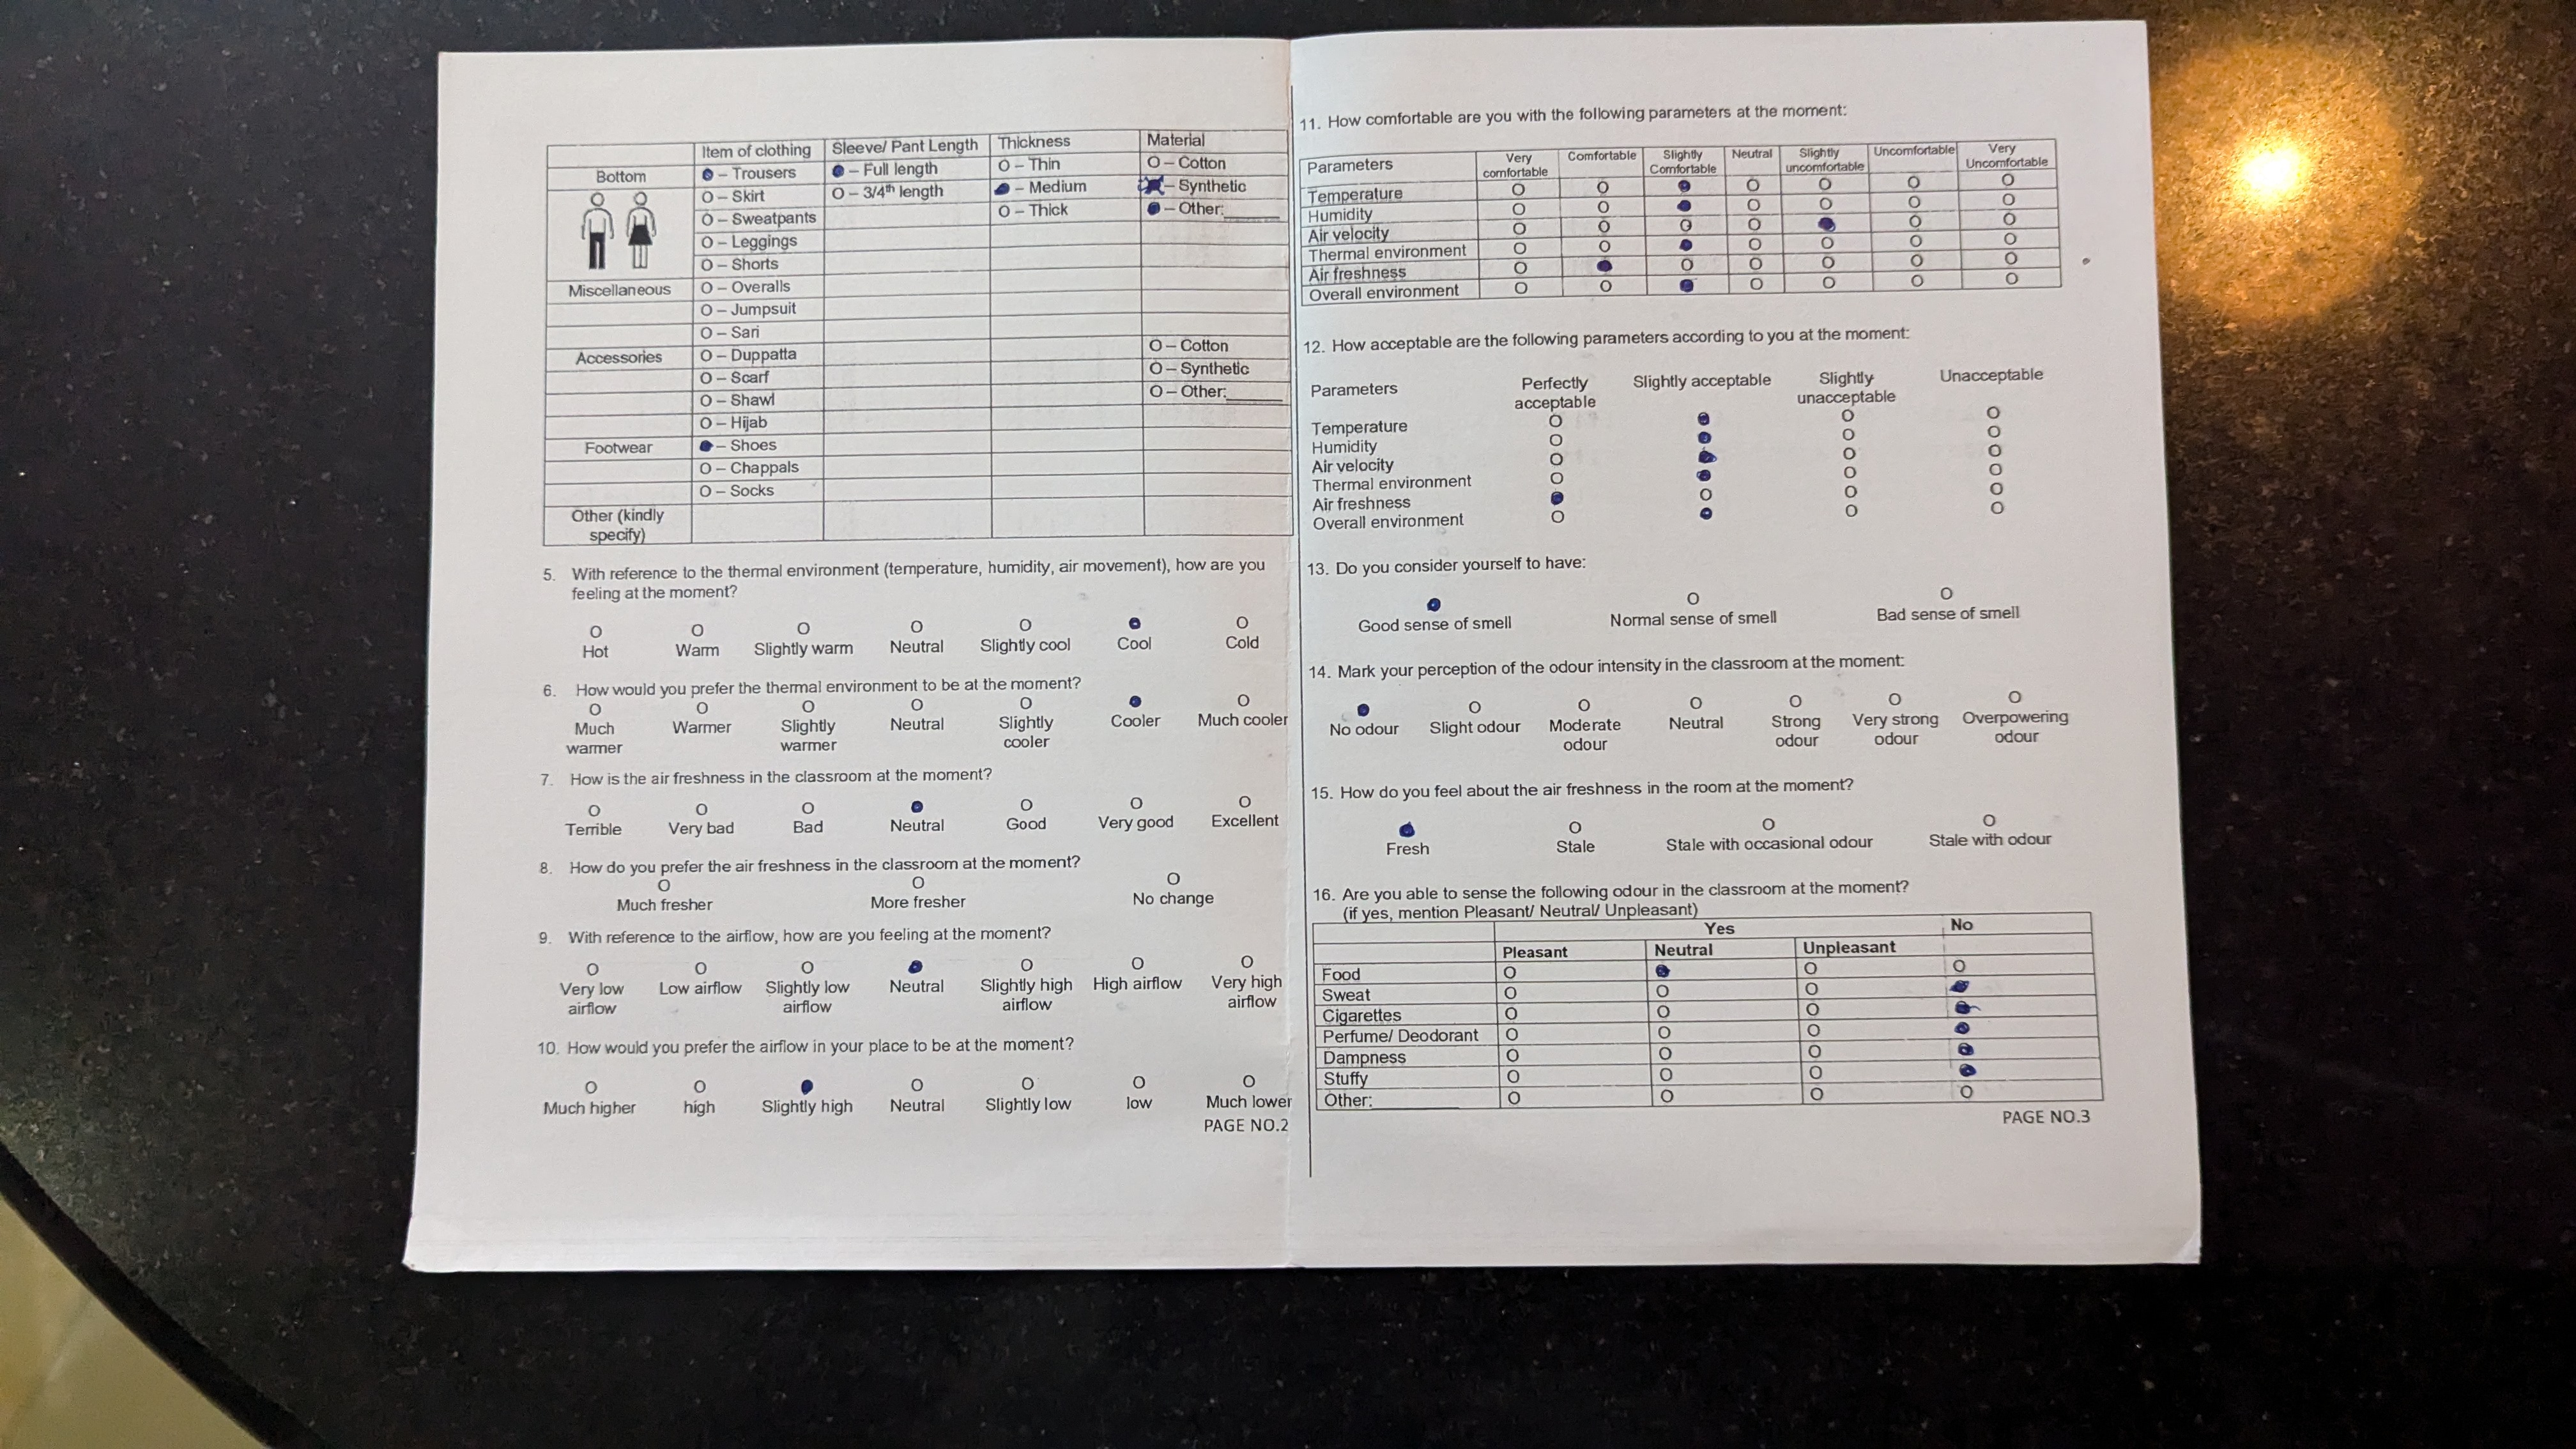 Item of clothing Sleeve/ Pant Length Thickness Material
Bottom O – Trousers O – Full length O – Thin O – Cotton
O – Skirt O – 3/4th length O – Medium O – Synthetic
O – Sweatpants O – Thick O – Other:______
O – Leggings
O – Shorts
Miscellaneous O – Overalls
O – Jumpsuit
O – Sari
Accessories O – Duppatta O – Cotton
O – Scarf O – Synthetic
O – Shawl O – Other:______
O – Hijab
Footwear O – Shoes
O – Chappals
O – Socks
Other (kindly
specify)
5. With reference to the thermal environment (temperature, humidity, air movement), how are you
feeling at the moment?
O O O O O O O
Hot Warm Slightly warm Neutral Slightly cool Cool Cold
6. How would you prefer the thermal environment to be at the moment?
O O O O O O O
Much Warmer Slightly Neutral Slightly Cooler Much cooler
warmer warmer cooler
7. How is the air freshness in the classroom at the moment?
O O O O O O O
Terrible Very bad Bad Neutral Good Very good Excellent
8. How do you prefer the air freshness in the classroom at the moment?
O O O
Much fresher More fresher No change
9. With reference to the airflow, how are you feeling at the moment?
O O O O O O O
Very low Low airflow Slightly low Neutral Slightly high High airflow Very high
airflow airflow airflow airflow
10. How would you prefer the airflow in your place to be at the moment?
O O O O O O O
Much higher high Slightly high Neutral Slightly low low Much lower
PAGE NO.2
11. How comfortable are you with the following parameters at the moment:
Parameters Very Comfortable Slightly Neutral Slightly Uncomfortable Very
comfortable Comfortable uncomfortable Uncomfortable
Temperature O O O O O O O
Humidity O O O O O O O
Air velocity O O O O O O O
Thermal environment O O O O O O O
Air freshness O O O O O O O
Overall environment O O O O O O O
12. How acceptable are the following parameters according to you at the moment:
Parameters Perfectly Slightly acceptable Slightly Unacceptable
acceptable unacceptable
Temperature O O O O
Humidity O O O O
Air velocity O O O O
Thermal environment O O O O
Air freshness O O O O
Overall environment O O O O
13. Do you consider yourself to have:
O O O
Good sense of smell Normal sense of smell Bad sense of smell
14. Mark your perception of the odour intensity in the classroom at the moment:
O O O O O O O
No odour Slight odour Moderate Neutral Strong Very strong Overpowering
odour odour odour odour
15. How do you feel about the air freshness in the room at the moment?
O O O O
Fresh Stale Stale with occasional odour Stale with odour
16. Are you able to sense the following odour in the classroom at the moment?
(if yes, mention Pleasant/ Neutral/ Unpleasant)
Yes No
Pleasant Neutral Unpleasant
Food O O O O
Sweat O O O O
Cigarettes O O O O
Perfume/ Deodorant O O O O
Dampness O O O O
Stuffy O O O O
Other:________ O O O O
PAGE NO.3